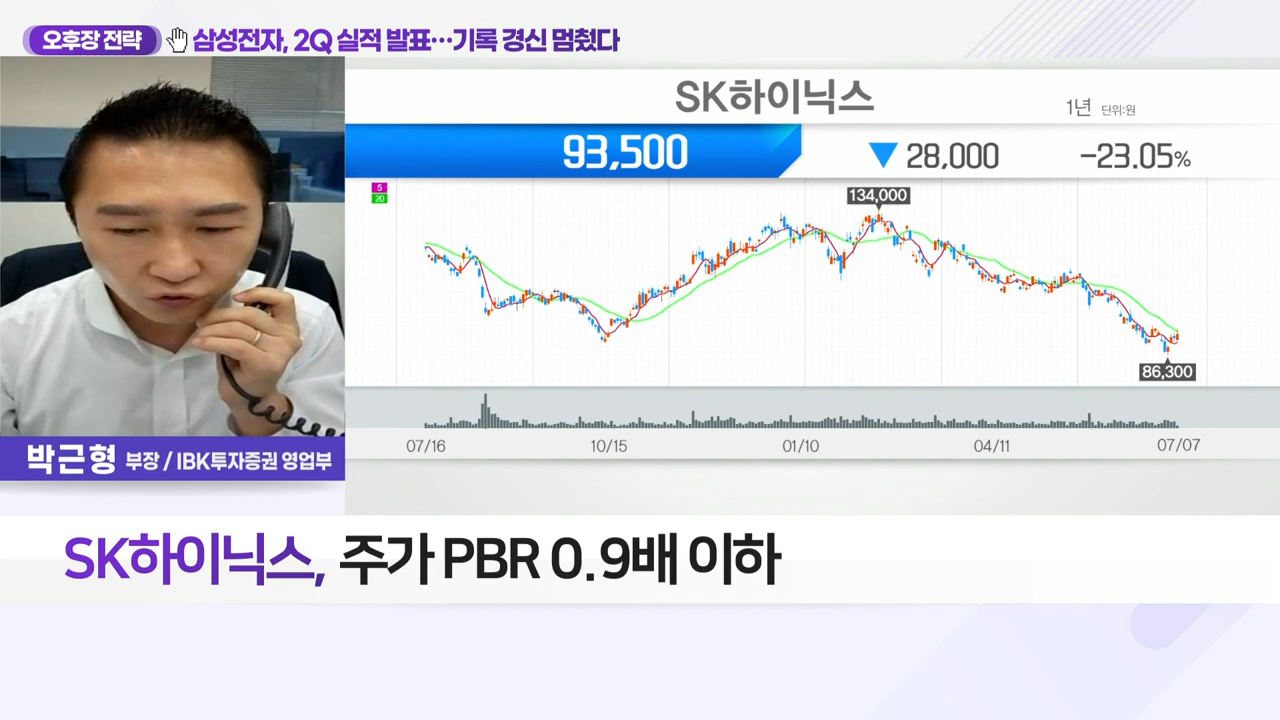 오후장 전략 삼성전자, 2Q 실적 발표…기록 경신 멈췄다
SK하이닉스
1년 단위:원
93,500 ▼ 28,000 -23.05%
5
20
134,000
86,300
07/16 10/15 01/10 04/11 07/07
박근형 부장 / IBK투자증권 영업부
SK하이닉스, 주가 PBR 0.9배 이하